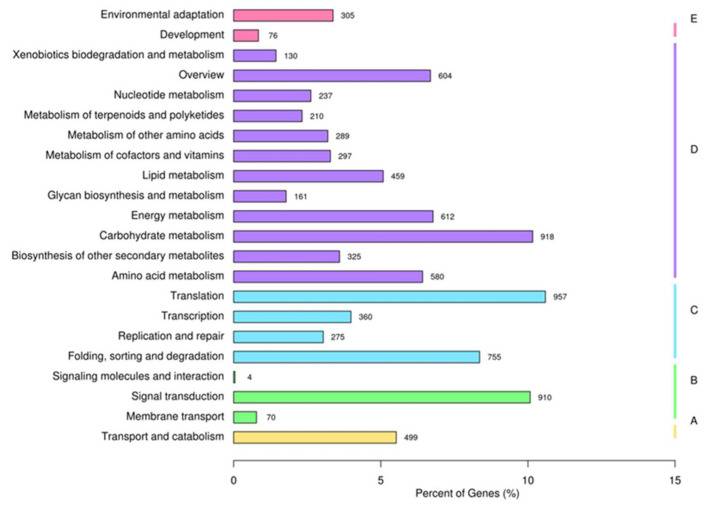 Environmental adaptation 305 E
Development 76
Xenobiotics biodegradation and metabolism 130
Overview 604
Nucleotide metabolism 237
Metabolism of terpenoids and polyketides 210
Metabolism of other amino acids 289 D
Metabolism of cofactors and vitamins 297
Lipid metabolism 459
Glycan biosynthesis and metabolism 161
Energy metabolism 612
Carbohydrate metabolism 918
Biosynthesis of other secondary metabolites 325
Amino acid metabolism 580
Translation 957
Transcription 360 C
Replication and repair 275
Folding, sorting and degradation 755
Signaling molecules and interaction 4 B
Signal transduction 910
Membrane transport 70 A
Transport and catabolism 499
0 5 10 15
Percent of Genes (%)